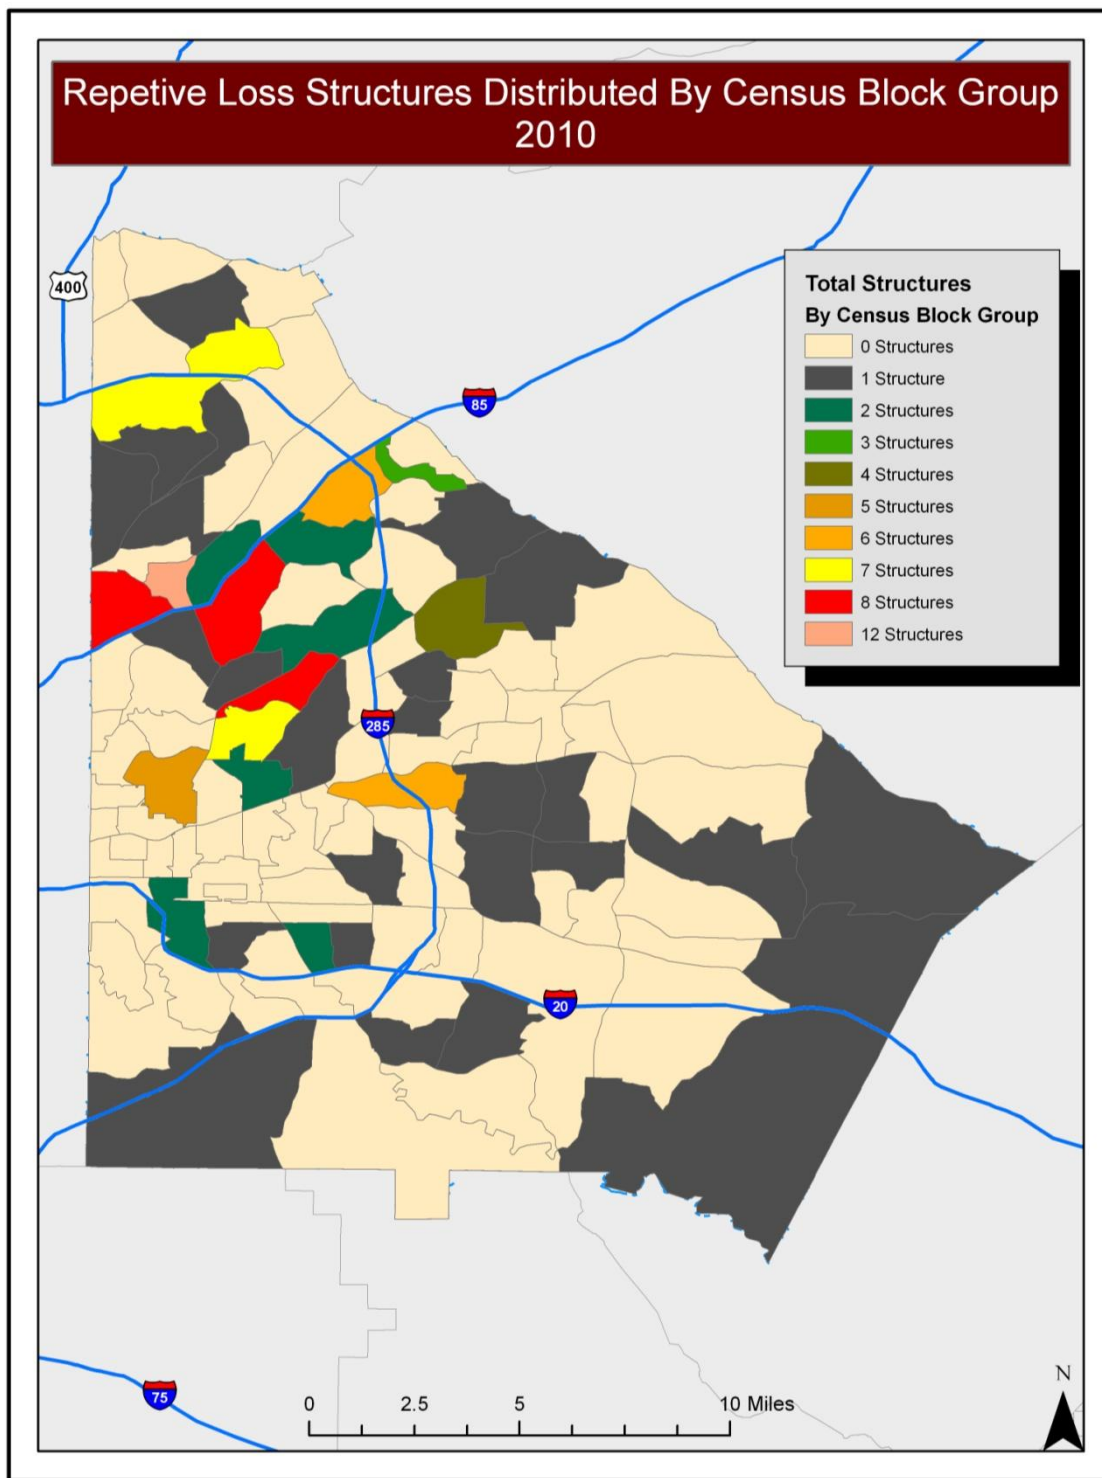 Repetive Loss Structures Distributed By Census Block Group
2010
400
Total Structures
By Census Block Group
0 Structures
1 Structure
2 Structures
3 Structures
4 Structures
5 Structures
6 Structures
7 Structures
8 Structures
12 Structures
85
285
20
75
0 2.5 5 10 Miles
N